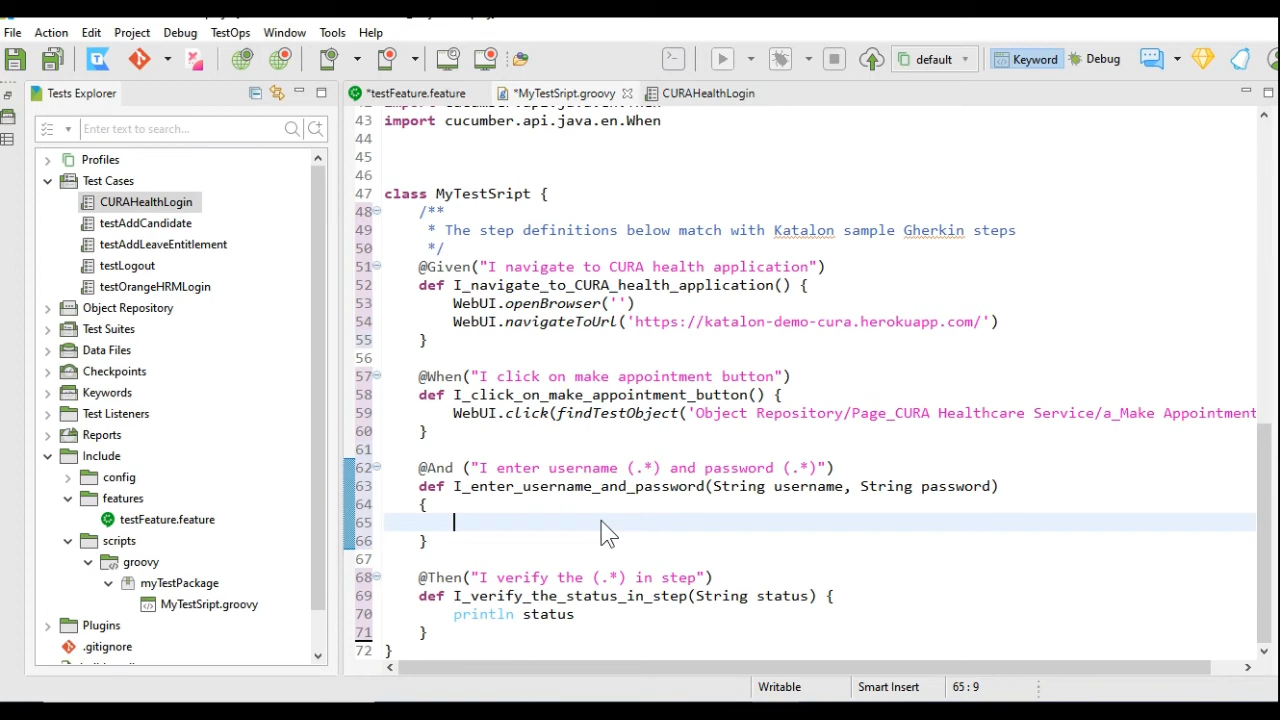 File Action Edit Project Debug TestOps Window Tools Help
default Keyword Debug
Tests Explorer
*testFeature.feature *MyTestSript.groovy CURAHealthLogin
Enter text to search...
Profiles
Test Cases
CURAHealthLogin
testAddCandidate
testAddLeaveEntitlement
testLogout
testOrangeHRMLogin
Object Repository
Test Suites
Data Files
Checkpoints
Keywords
Test Listeners
Reports
Include
config
features
testFeature.feature
scripts
groovy
myTestPackage
MyTestSript.groovy
Plugins
.gitignore
43 import cucumber.api.java.en.When
44
45
46
47 class MyTestSript {
48 /**
49 * The step definitions below match with Katalon sample Gherkin steps
50 */
51 @Given("I navigate to CURA health application")
52 def I_navigate_to_CURA_health_application() {
53 WebUI.openBrowser('')
54 WebUI.navigateToUrl('https://katalon-demo-cura.herokuapp.com/')
55 }
56
57 @When("I click on make appointment button")
58 def I_click_on_make_appointment_button() {
59 WebUI.click(findTestObject('Object Repository/Page_CURA Healthcare Service/a_Make Appointment
60 }
61
62 @And ("I enter username (.*) and password (.*)")
63 def I_enter_username_and_password(String username, String password)
64 {
65
66 }
67
68 @Then("I verify the (.*) in step")
69 def I_verify_the_status_in_step(String status) {
70 println status
71 }
72 }
Writable Smart Insert 65 : 9